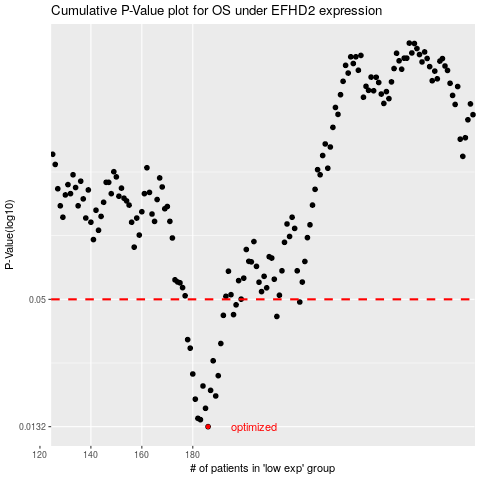 Cumulative P-Value plot for OS under EFHD2 expression
P-Value(log10)
0.05
0.0132
optimized
120 140 160 180
# of patients in 'low exp' group